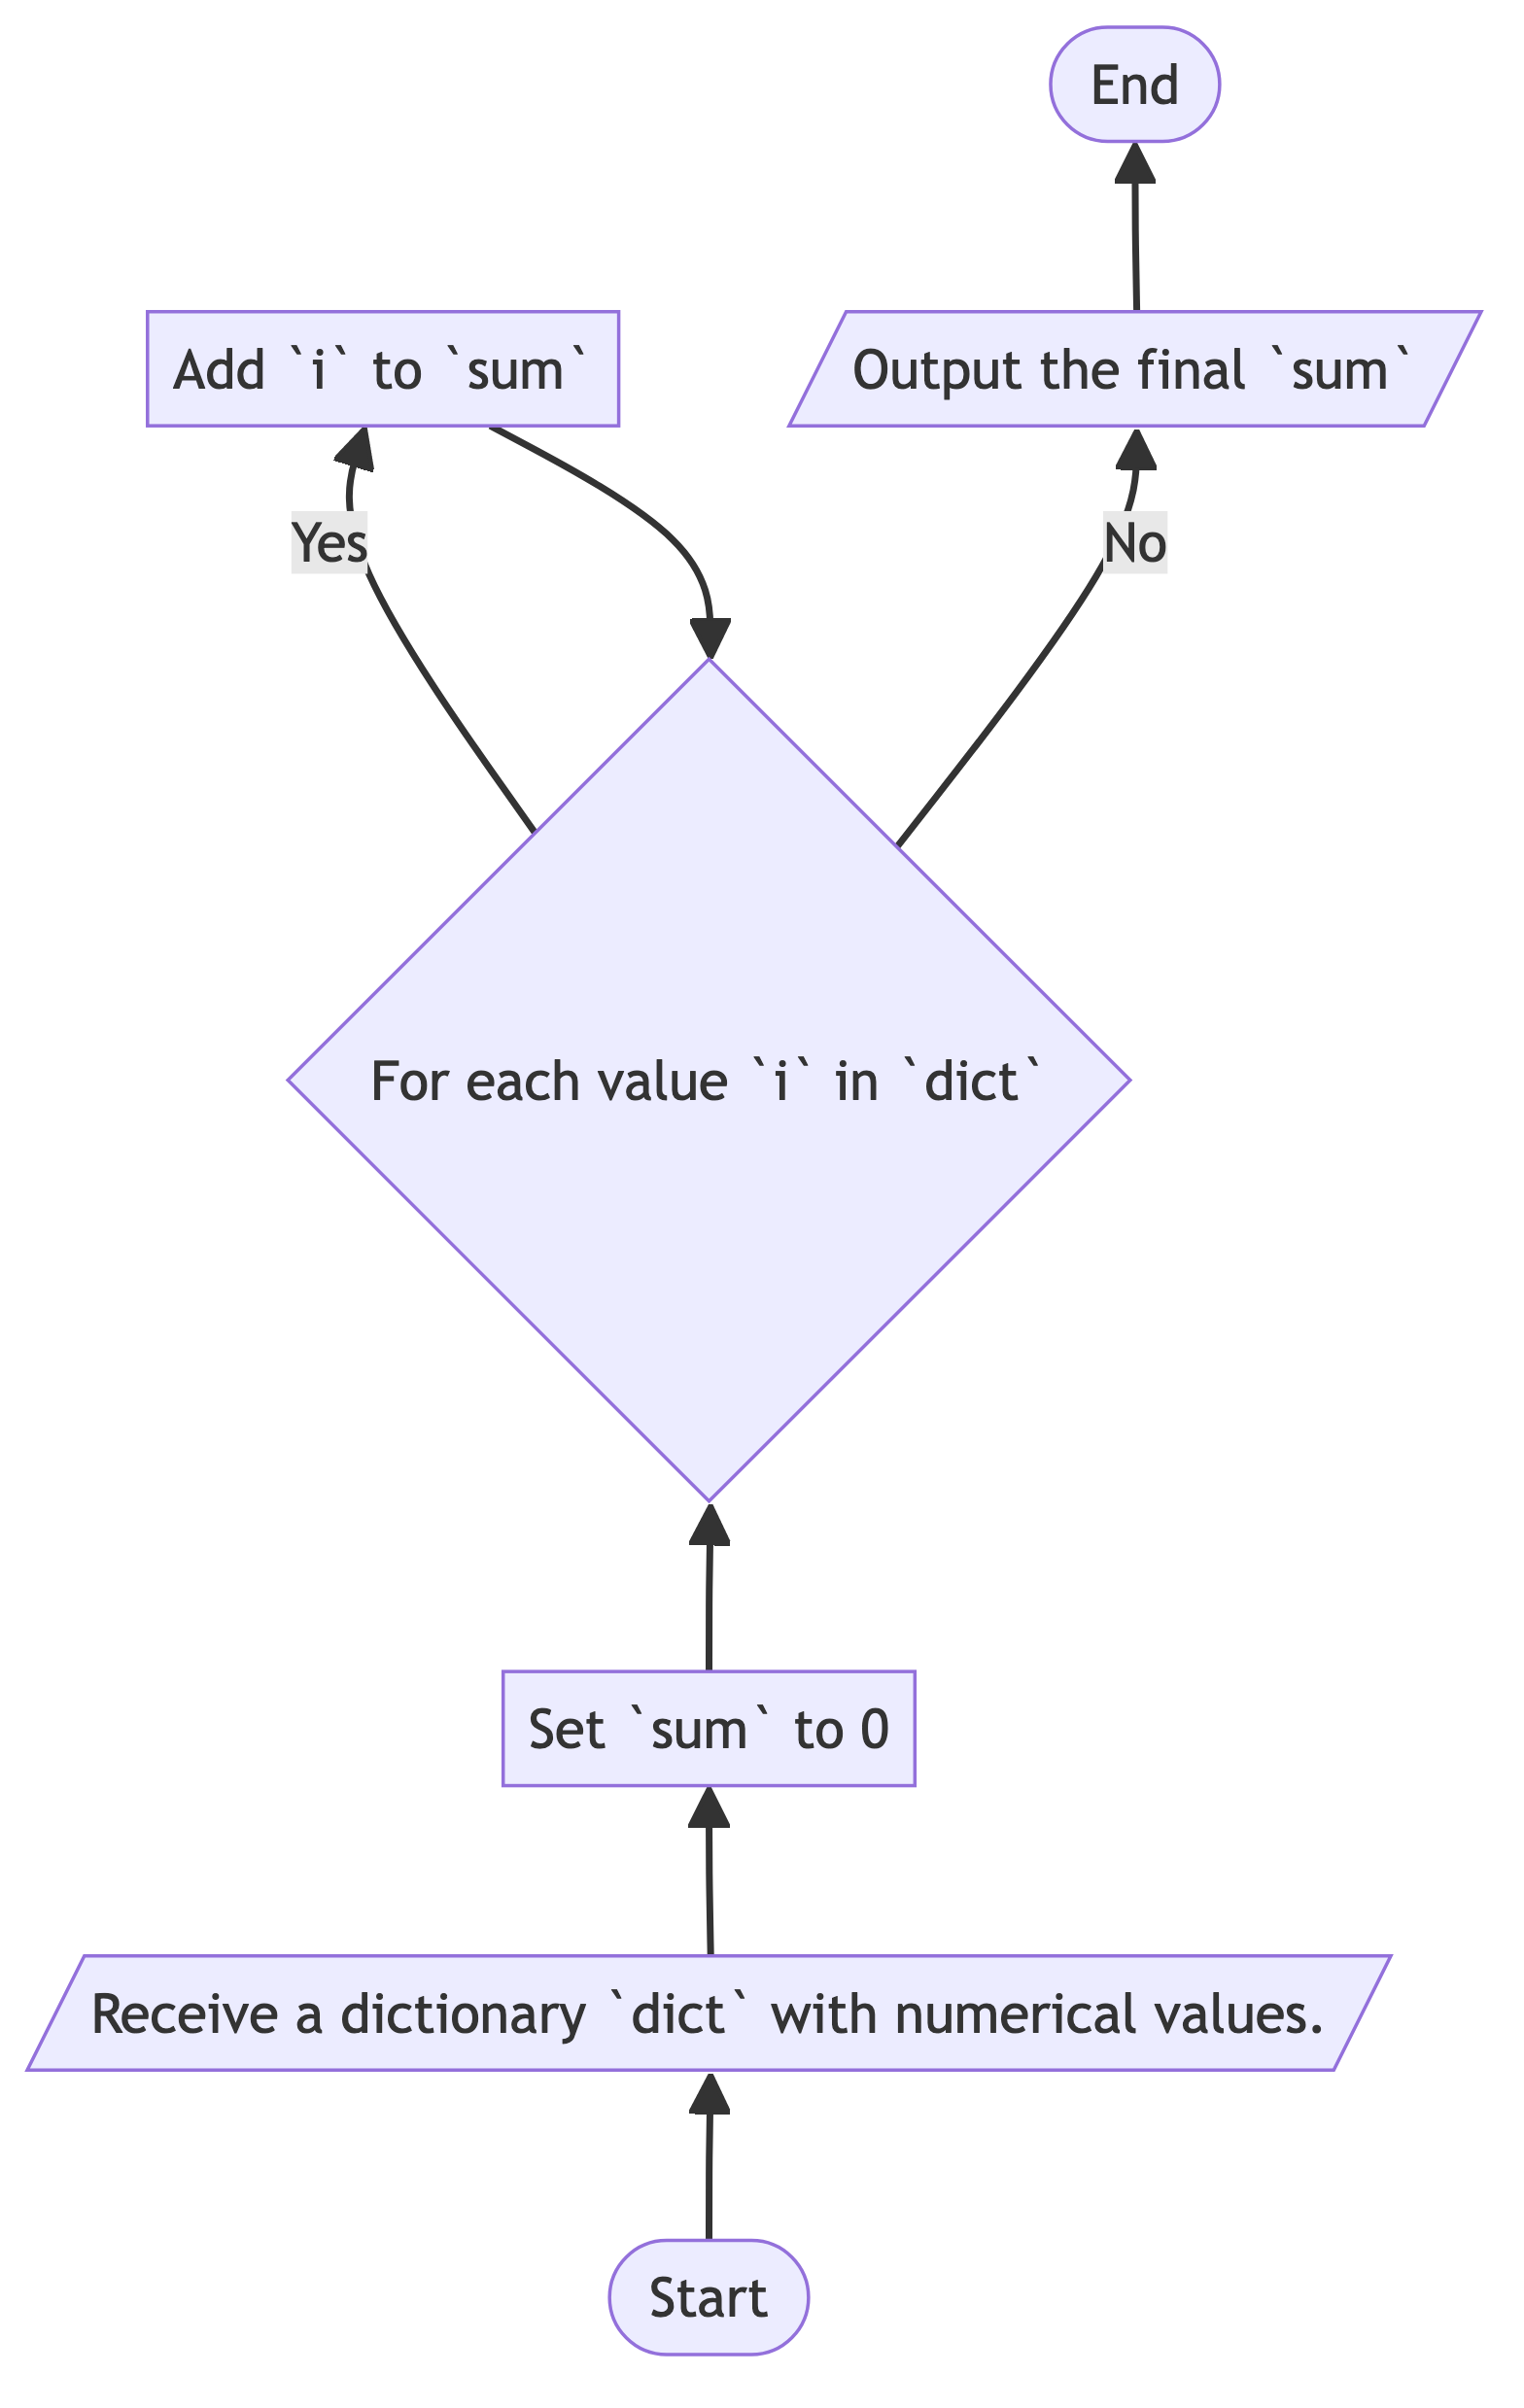 End
Add `i` to `sum`
Output the final `sum`
Yes
No
For each value `i` in `dict`
Set `sum` to 0
Receive a dictionary `dict` with numerical values.
Start